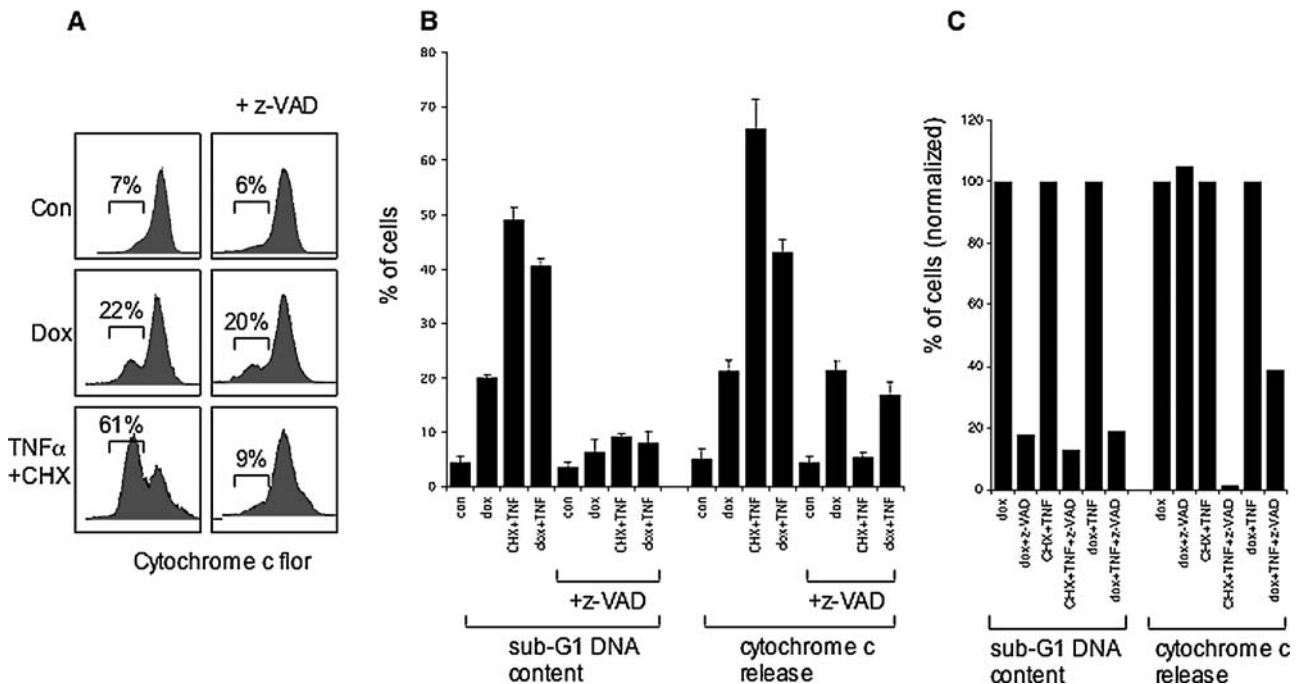 A
+ z-VAD
Con
7%
6%
Dox
22%
20%
TNFα
+CHX
61%
9%
Cytochrome c flor
B
% of cells
80
70
60
50
40
30
20
10
0
con
dox
CHX+TNF
dox+TNF
con
dox
CHX+TNF
dox+TNF
con
dox
CHX+TNF
dox+TNF
con
dox
CHX+TNF
dox+TNF
+z-VAD
+z-VAD
sub-G1 DNA
content
cytochrome c
release
C
% of cells (normalized)
120
100
80
60
40
20
0
dox
dox+z-VAD
CHX+TNF
CHX+TNF+z-VAD
dox+TNF
dox+TNF+z-VAD
dox
dox+z-VAD
CHX+TNF
CHX+TNF+z-VAD
dox+TNF
dox+TNF+z-VAD
sub-G1 DNA
content
cytochrome c
release